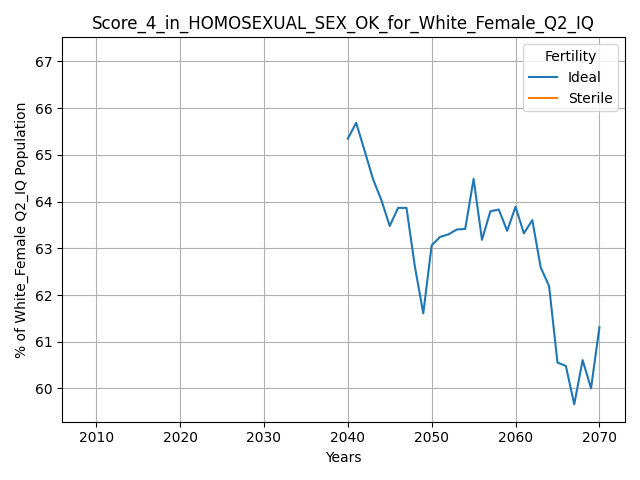 Score_4_in_HOMOSEXUAL_SEX_OK_for_White_Female_Q2_IQ
Fertility
Ideal
Sterile
% of White_Female Q2_IQ Population
67
66
65
64
63
62
61
60
2010
2020
2030
2040
2050
2060
2070
Years